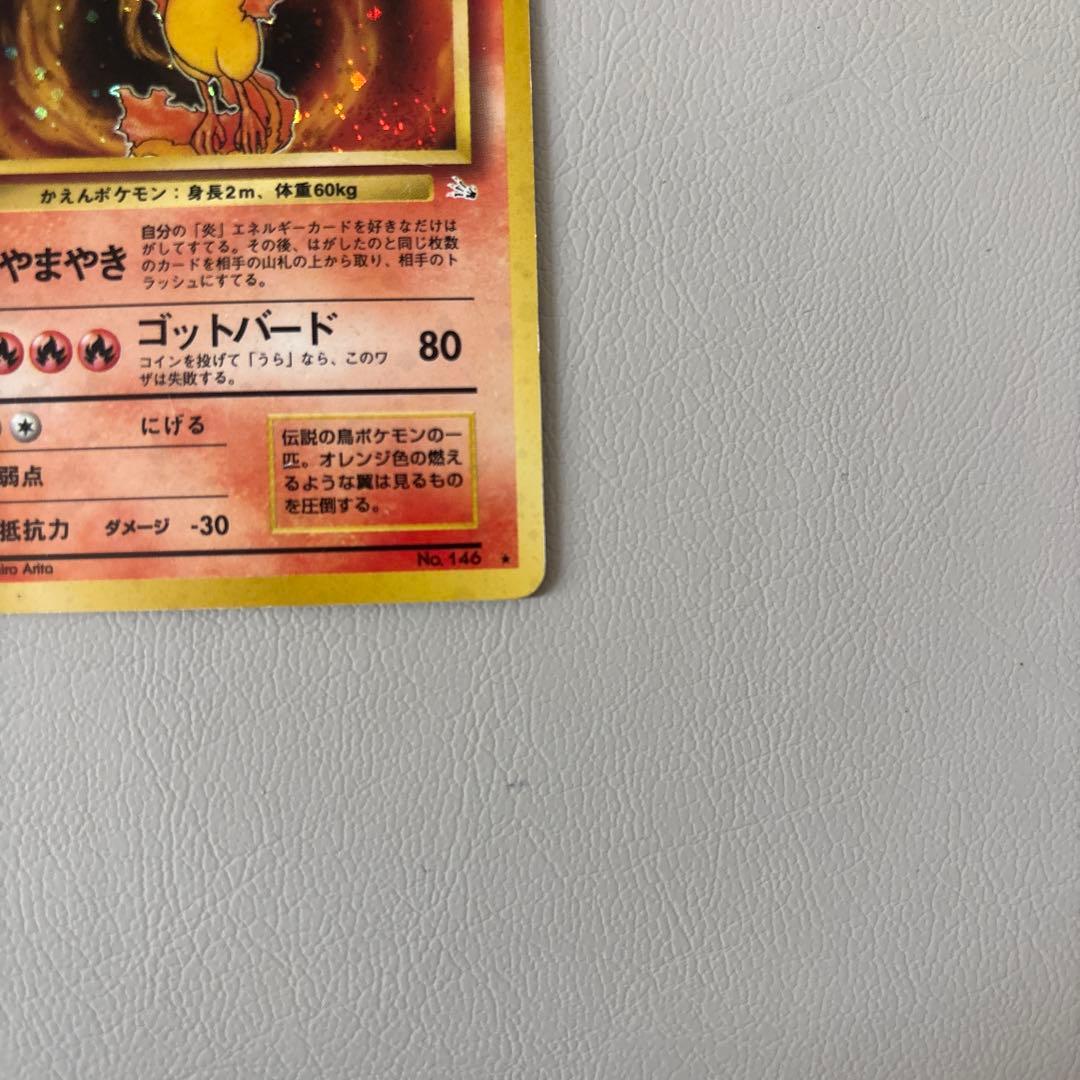 かえんポケモン：身長2m、体重60kg
やまやき
自分の「炎」エネルギーカードを好きなだけは
がしてすてる。その後、はがしたのと同じ枚数
のカードを相手の山札の上から取り、相手のト
ラッシュにすてる。
ゴットバード 80
コインを投げて「うら」なら、このワ
ザは失敗する。
にげる
弱点
抵抗力 ダメージ -30
伝説の鳥ポケモンの一
匹。オレンジ色の燃え
るような翼は見るもの
を圧倒する。
iro Arita
No. 146 ★